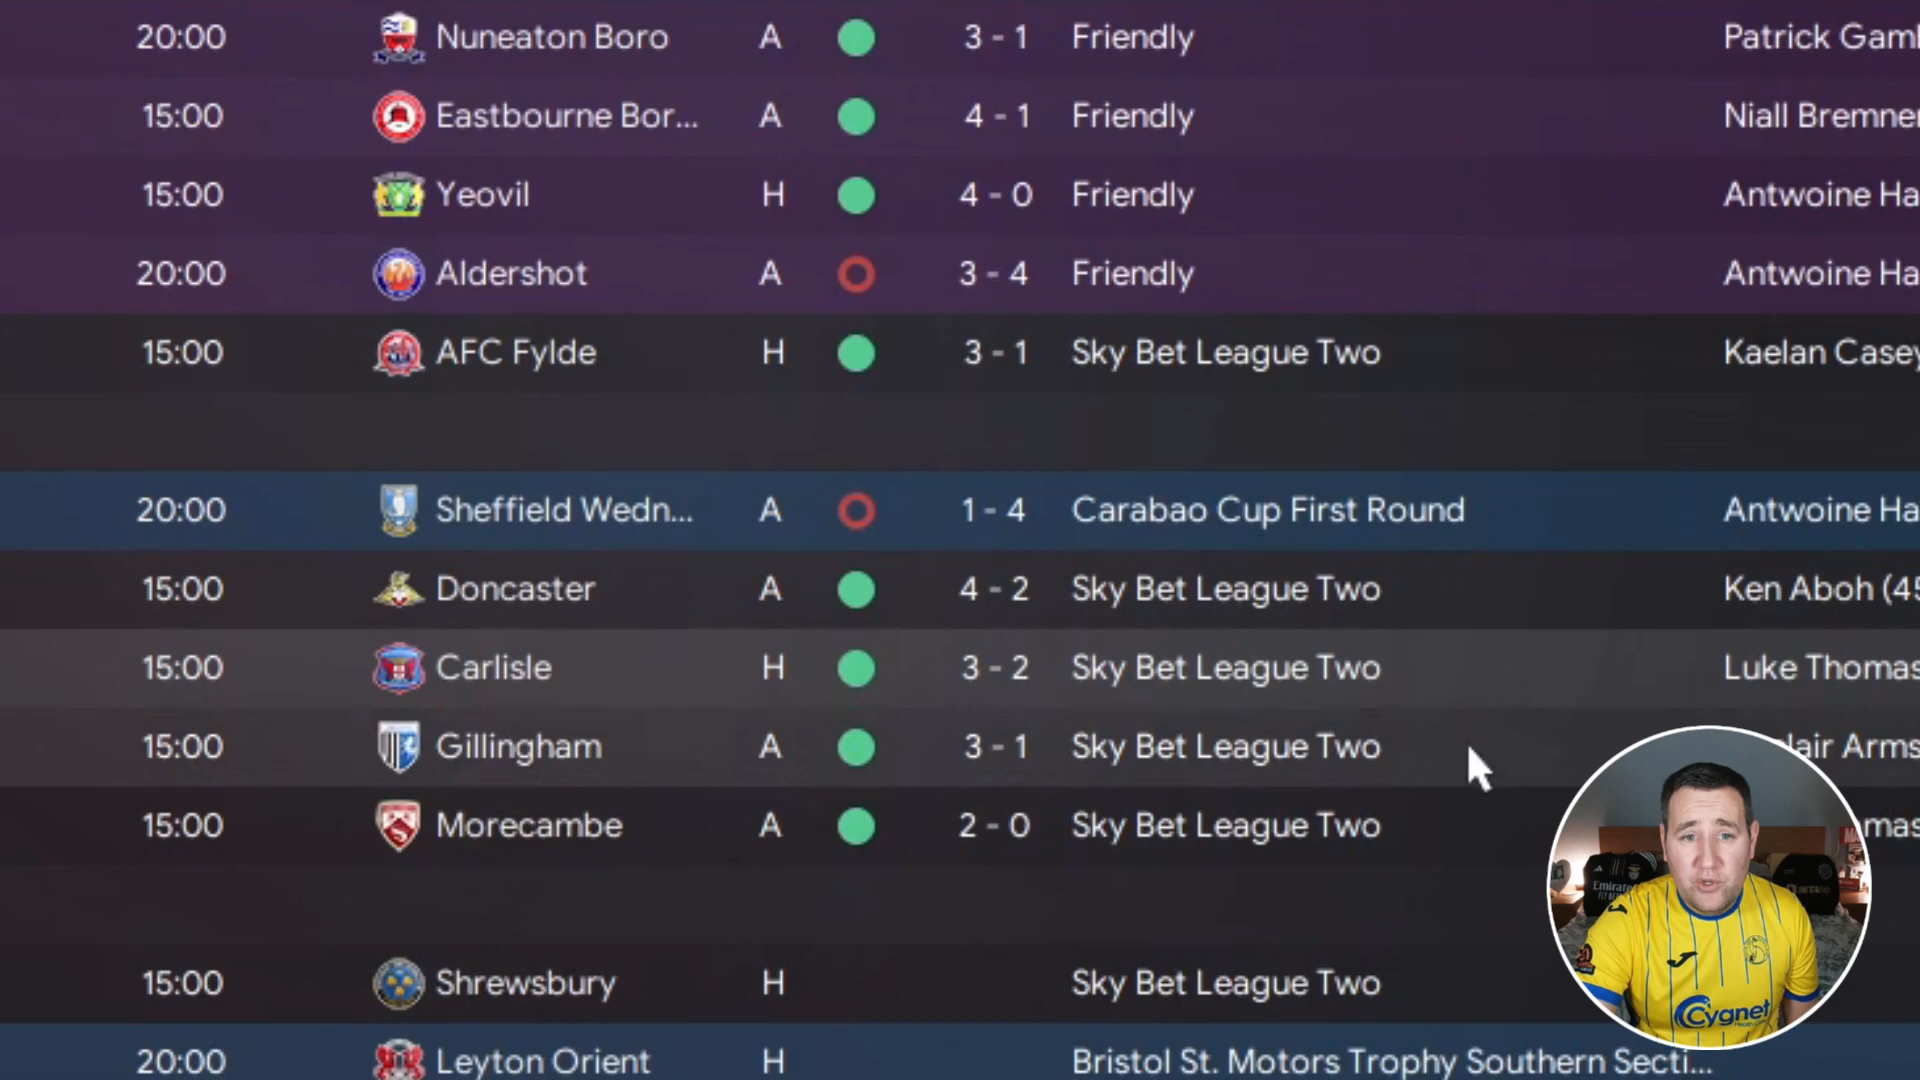 20:00 Nuneaton Boro A 3 - 1 Friendly Patrick Gam
15:00 Eastbourne Bor... A 4 - 1 Friendly Niall Bremner
15:00 Yeovil H 4 - 0 Friendly Antwoine Ha
20:00 Aldershot A 3 - 4 Friendly Antwoine Ha
15:00 AFC Fylde H 3 - 1 Sky Bet League Two Kaelan Casey
20:00 Sheffield Wedn... A 1 - 4 Carabao Cup First Round Antwoine Ha
15:00 Doncaster A 4 - 2 Sky Bet League Two Ken Aboh (45
15:00 Carlisle H 3 - 2 Sky Bet League Two Luke Thomas
15:00 Gillingham A 3 - 1 Sky Bet League Two lair Arms
15:00 Morecambe A 2 - 0 Sky Bet League Two mas
15:00 Shrewsbury H Sky Bet League Two
20:00 Leyton Orient H Bristol St. Motors Trophy Southern Secti...
Cygnet